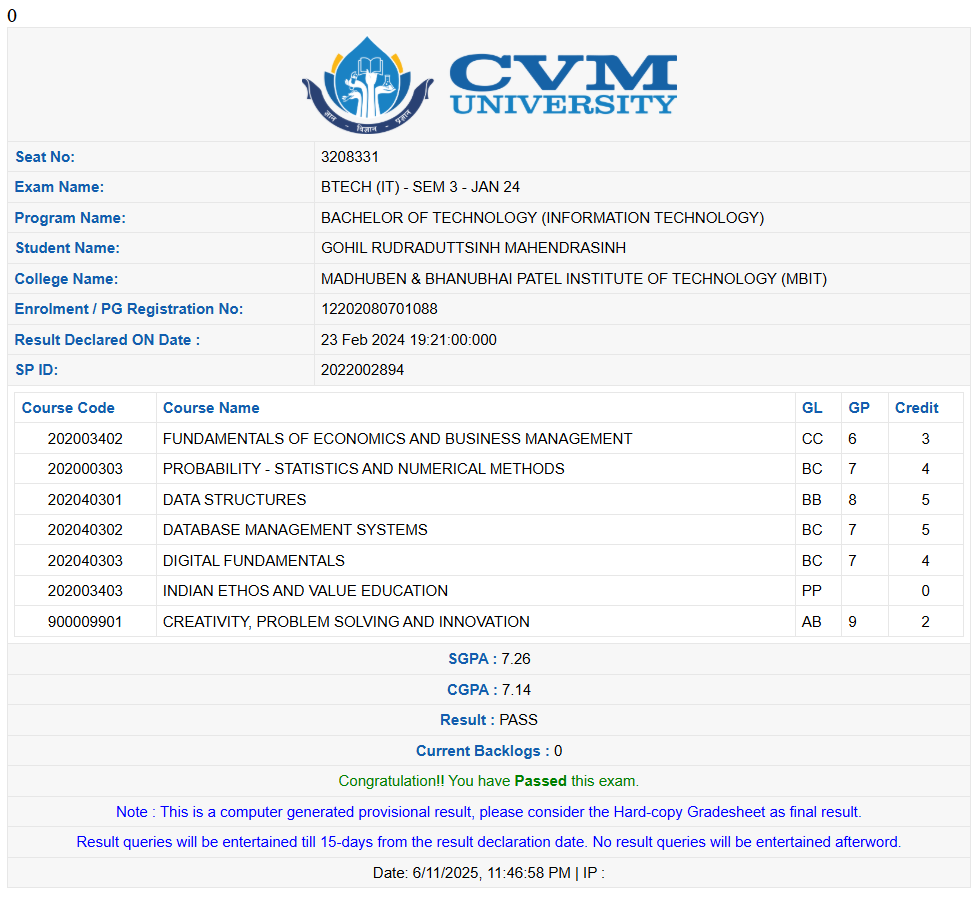 0
ज्ञान - विज्ञान - प्रज्ञान
CVM
UNIVERSITY
Seat No: 3208331
Exam Name: BTECH (IT) - SEM 3 - JAN 24
Program Name: BACHELOR OF TECHNOLOGY (INFORMATION TECHNOLOGY)
Student Name: GOHIL RUDRADUTTSINH MAHENDRASINH
College Name: MADHUBEN & BHANUBHAI PATEL INSTITUTE OF TECHNOLOGY (MBIT)
Enrolment / PG Registration No: 12202080701088
Result Declared ON Date : 23 Feb 2024 19:21:00:000
SP ID: 2022002894
Course Code Course Name GL GP Credit
202003402 FUNDAMENTALS OF ECONOMICS AND BUSINESS MANAGEMENT CC 6 3
202000303 PROBABILITY - STATISTICS AND NUMERICAL METHODS BC 7 4
202040301 DATA STRUCTURES BB 8 5
202040302 DATABASE MANAGEMENT SYSTEMS BC 7 5
202040303 DIGITAL FUNDAMENTALS BC 7 4
202003403 INDIAN ETHOS AND VALUE EDUCATION PP 0
900009901 CREATIVITY, PROBLEM SOLVING AND INNOVATION AB 9 2
SGPA : 7.26
CGPA : 7.14
Result : PASS
Current Backlogs : 0
Congratulation!! You have Passed this exam.
Note : This is a computer generated provisional result, please consider the Hard-copy Gradesheet as final result.
Result queries will be entertained till 15-days from the result declaration date. No result queries will be entertained afterword.
Date: 6/11/2025, 11:46:58 PM | IP :